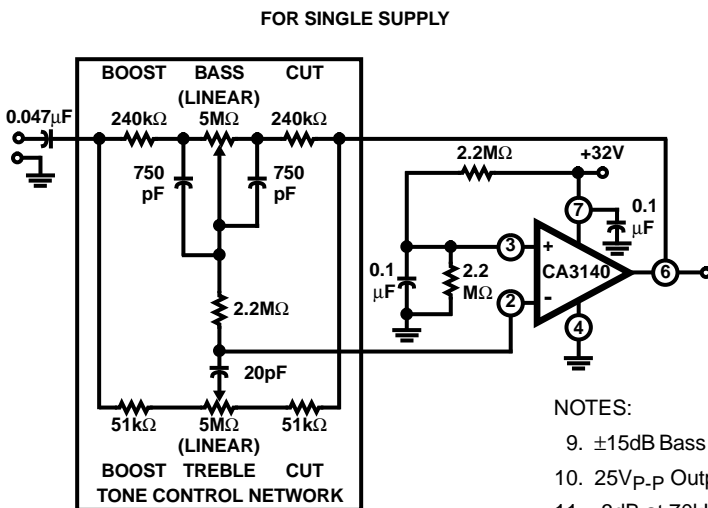 FOR SINGLE SUPPLY
BOOST BASS CUT
(LINEAR)
0.047μF 240kΩ 5MΩ 240kΩ
750 pF
750 pF
2.2MΩ +32V
7
0.1 μF
3 +
CA3140 6
0.1 μF
2.2 MΩ
2 -
4
2.2MΩ
20pF
51kΩ 5MΩ 51kΩ
(LINEAR)
BOOST TREBLE CUT
TONE CONTROL NETWORK
NOTES:
9. ±15dB Bass
10. 25VP-P Outp